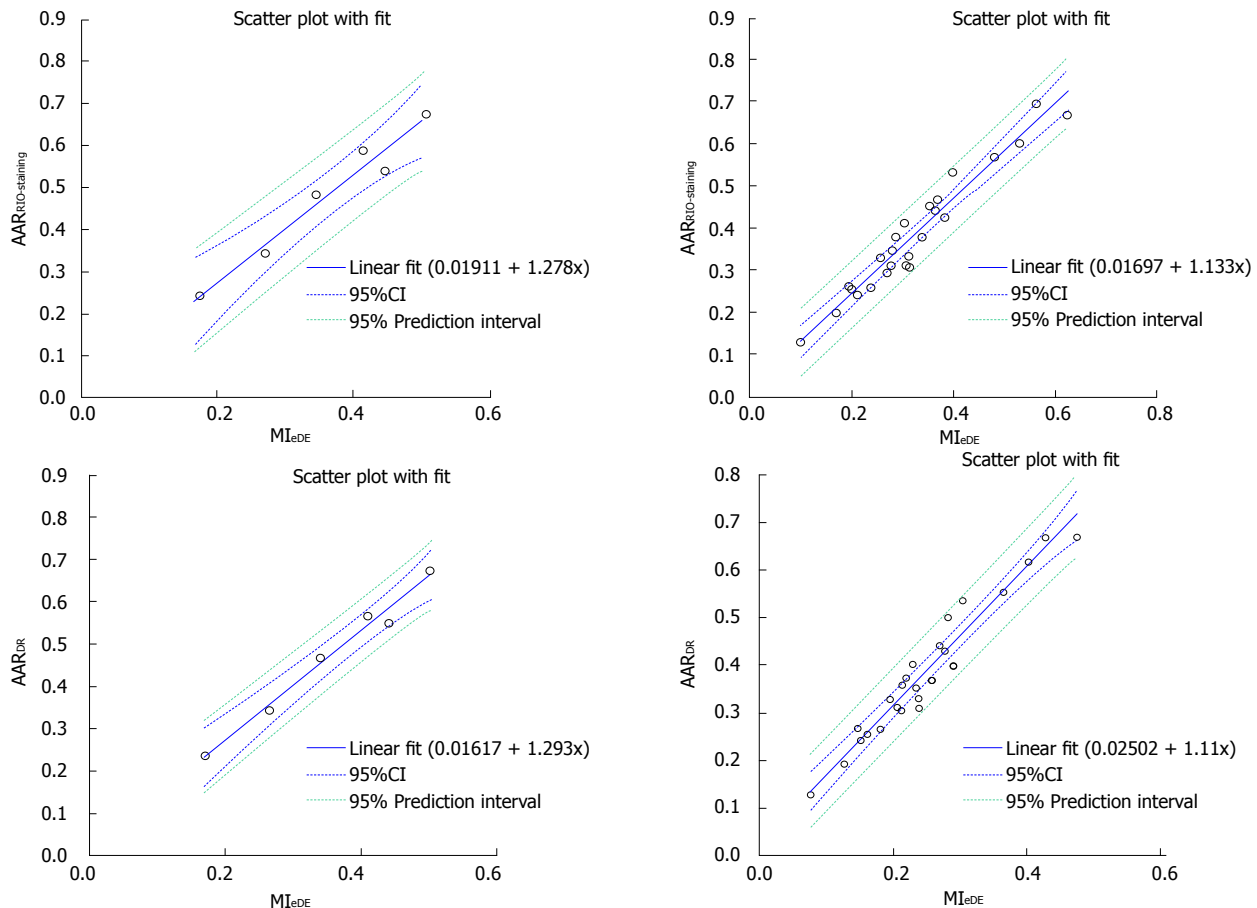 Scatter plot with fit
0.9
0.8
0.7
0.6
0.5
0.4
0.3
0.2
0.1
0.0
AARRIO-staining
Linear fit (0.01911 + 1.278x)
95%CI
95% Prediction interval
0.0 0.2 0.4 0.6
MIeDE
Scatter plot with fit
0.9
0.8
0.7
0.6
0.5
0.4
0.3
0.2
0.1
0.0
AARRIO-staining
Linear fit (0.01697 + 1.133x)
95%CI
95% Prediction interval
0.0 0.2 0.4 0.6 0.8
MIeDE
Scatter plot with fit
0.9
0.8
0.7
0.6
0.5
0.4
0.3
0.2
0.1
0.0
AARDR
Linear fit (0.01617 + 1.293x)
95%CI
95% Prediction interval
0.0 0.2 0.4 0.6
MIeDE
Scatter plot with fit
0.8
0.7
0.6
0.5
0.4
0.3
0.2
0.1
0.0
AARDR
Linear fit (0.02502 + 1.11x)
95%CI
95% Prediction interval
0.0 0.2 0.4 0.6
MIeDE